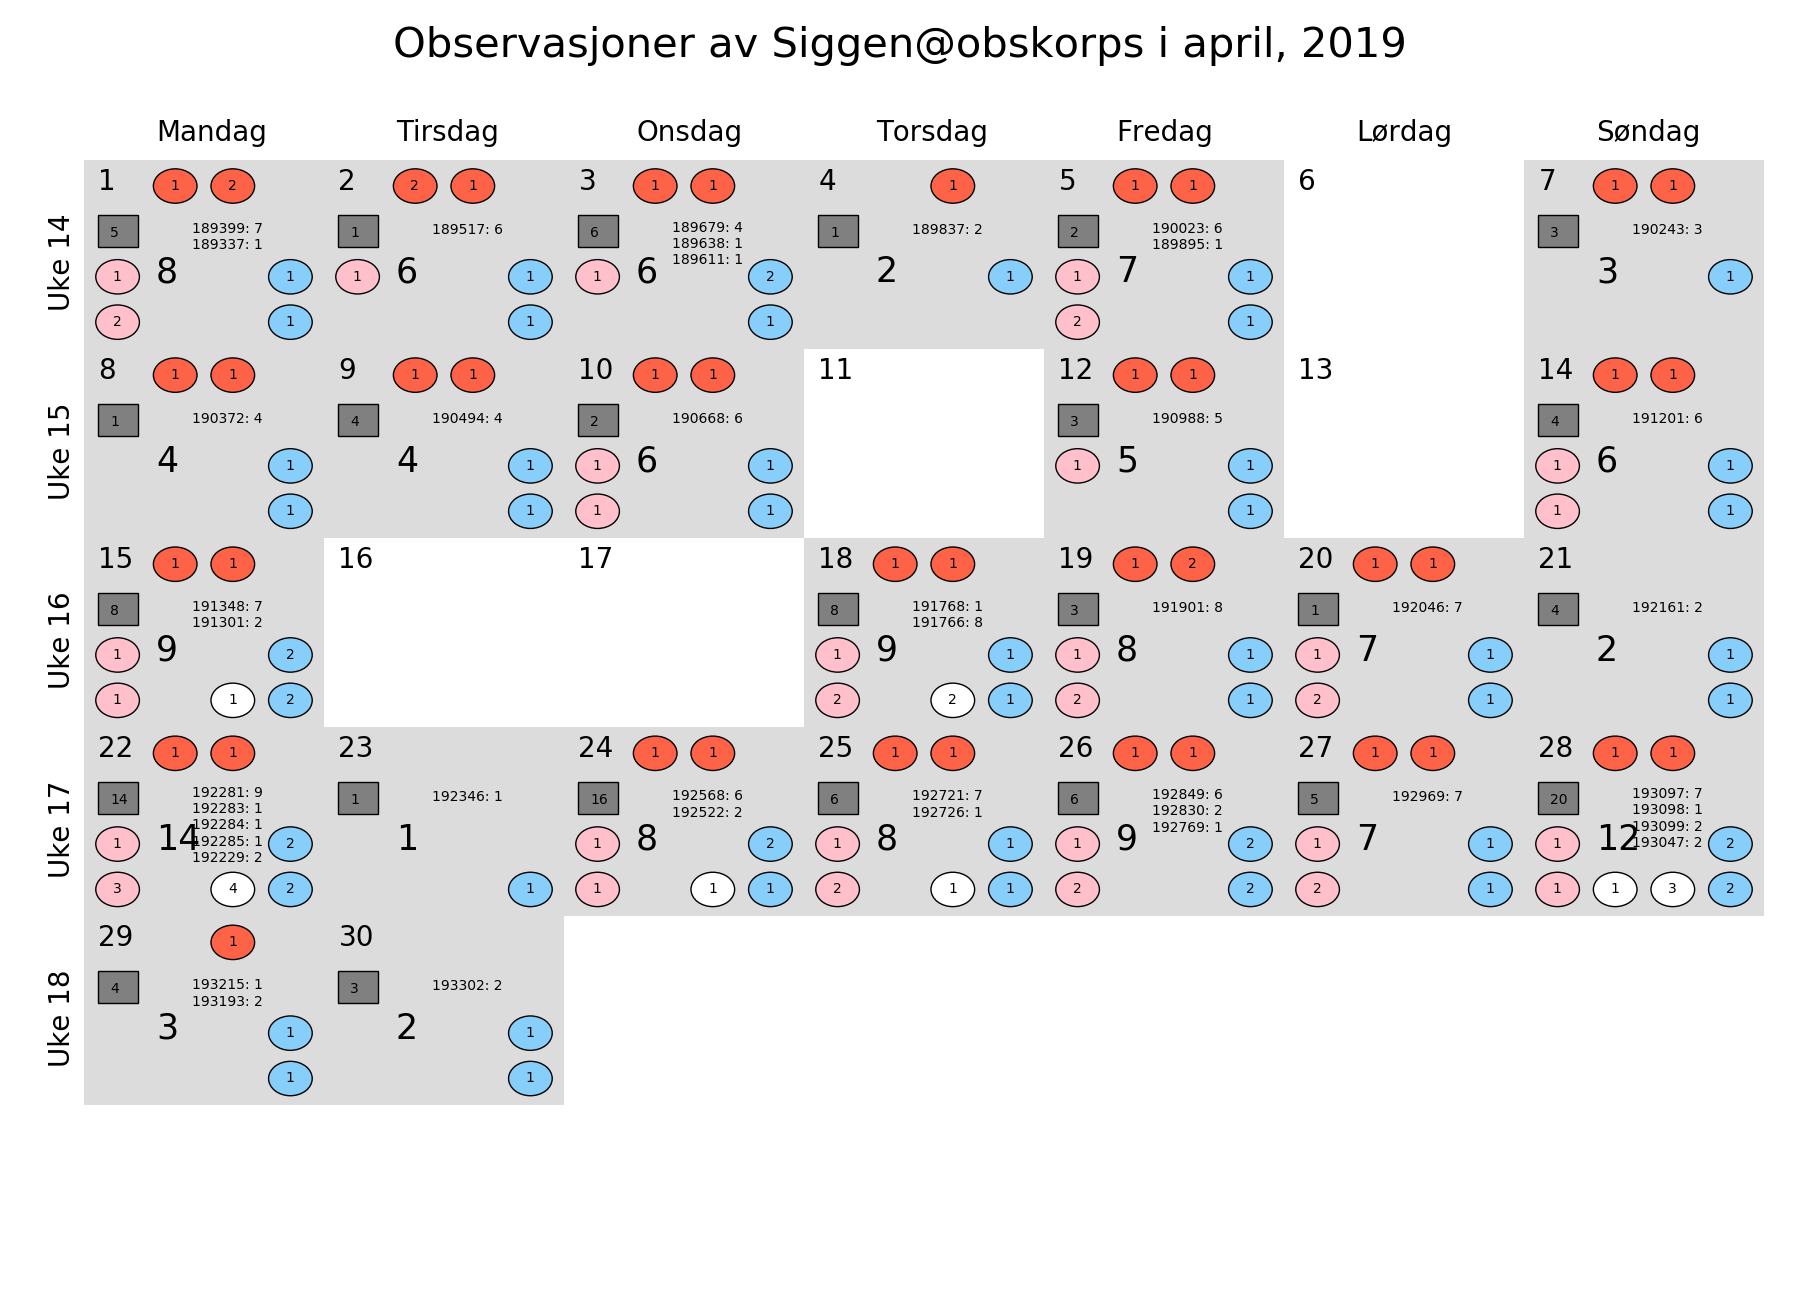 Observasjoner av Siggen@obskorps i april, 2019
Mandag Tirsdag Onsdag Torsdag Fredag Lørdag Søndag
Uke 14
1 1 2
5 189399: 7
189337: 1
1 8 1
2 1
2 2 1
1 189517: 6
1 6 1
1
3 1 1
6 189679: 4
189638: 1
189611: 1
1 6 2
1
4 1
1 189837: 2
2 1
5 1 1
2 190023: 6
189895: 1
1 7 1
2 1
6
7 1 1
3 190243: 3
3 1
Uke 15
8 1 1
1 190372: 4
4 1
1
9 1 1
4 190494: 4
4 1
1
10 1 1
2 190668: 6
1 6 1
1 1
11
12 1 1
3 190988: 5
1 5 1
1
13
14 1 1
4 191201: 6
1 6 1
1 1
Uke 16
15 1 1
8 191348: 7
191301: 2
1 9 2
1 1 2
16
17
18 1 1
8 191768: 1
191766: 8
1 9 1
2 2 1
19 1 2
3 191901: 8
1 8 1
2 1
20 1 1
1 192046: 7
1 7 1
2 1
21
4 192161: 2
2 1
1
Uke 17
22 1 1
14 192281: 9
192283: 1
192284: 1
192285: 1
192229: 2
1 14 2
3 4 2
23
1 192346: 1
1
1
24 1 1
16 192568: 6
192522: 2
1 8 2
1 1 1
25 1 1
6 192721: 7
192726: 1
1 8 1
2 1 1
26 1 1
6 192849: 6
192830: 2
192769: 1
1 9 2
2 2
27 1 1
5 192969: 7
1 7 1
2 1
28 1 1
20 193097: 7
193098: 1
193099: 2
193047: 2
1 12 2
1 1 3 2
Uke 18
29 1
4 193215: 1
193193: 2
3 1
1
30
3 193302: 2
2 1
1